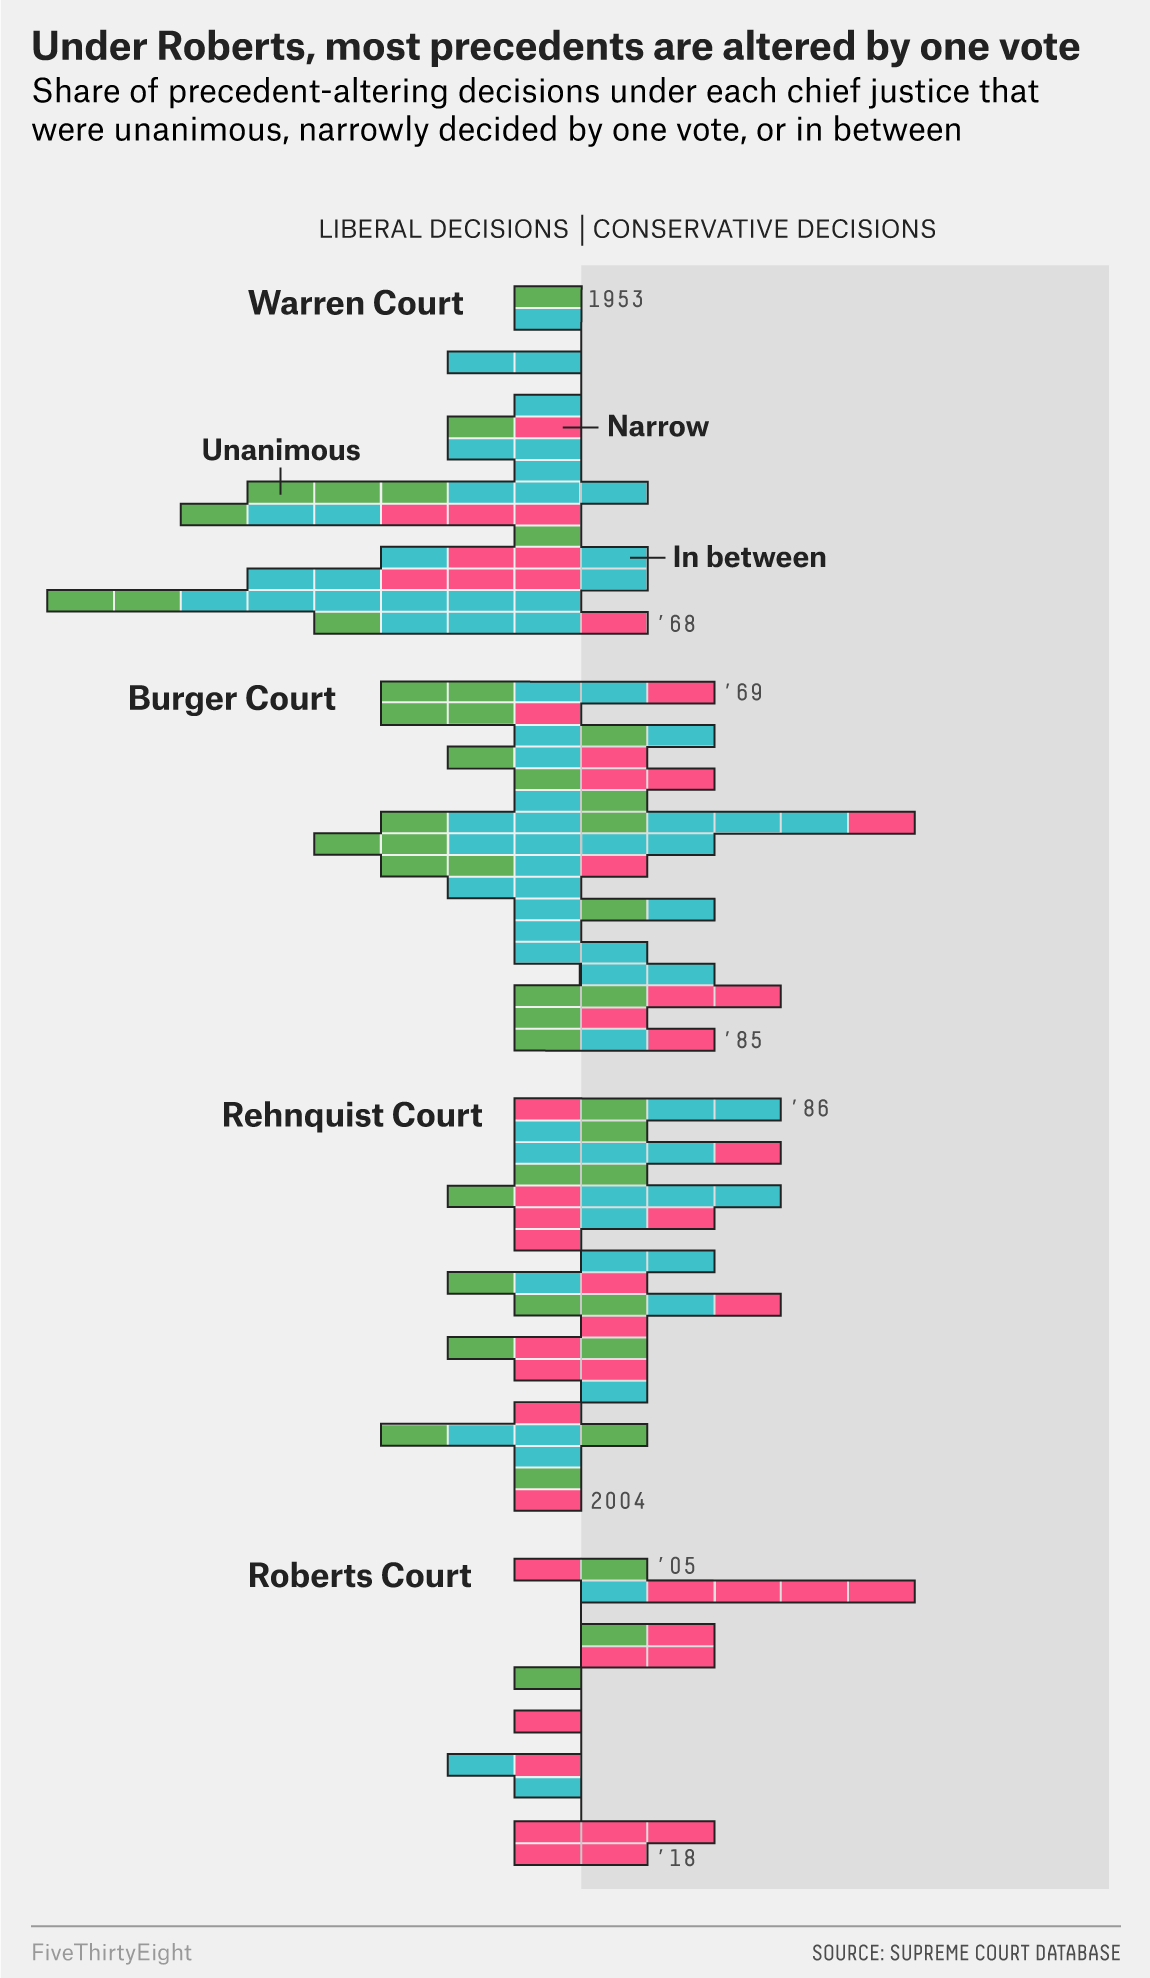 Under Roberts, most precedents are altered by one vote
Share of precedent-altering decisions under each chief justice that
were unanimous, narrowly decided by one vote, or in between
LIBERAL DECISIONS | CONSERVATIVE DECISIONS
Warren Court
1953
Narrow
Unanimous
In between
'68
Burger Court
'69
'85
Rehnquist Court
'86
2004
Roberts Court
'05
'18
FiveThirtyEight
SOURCE: SUPREME COURT DATABASE